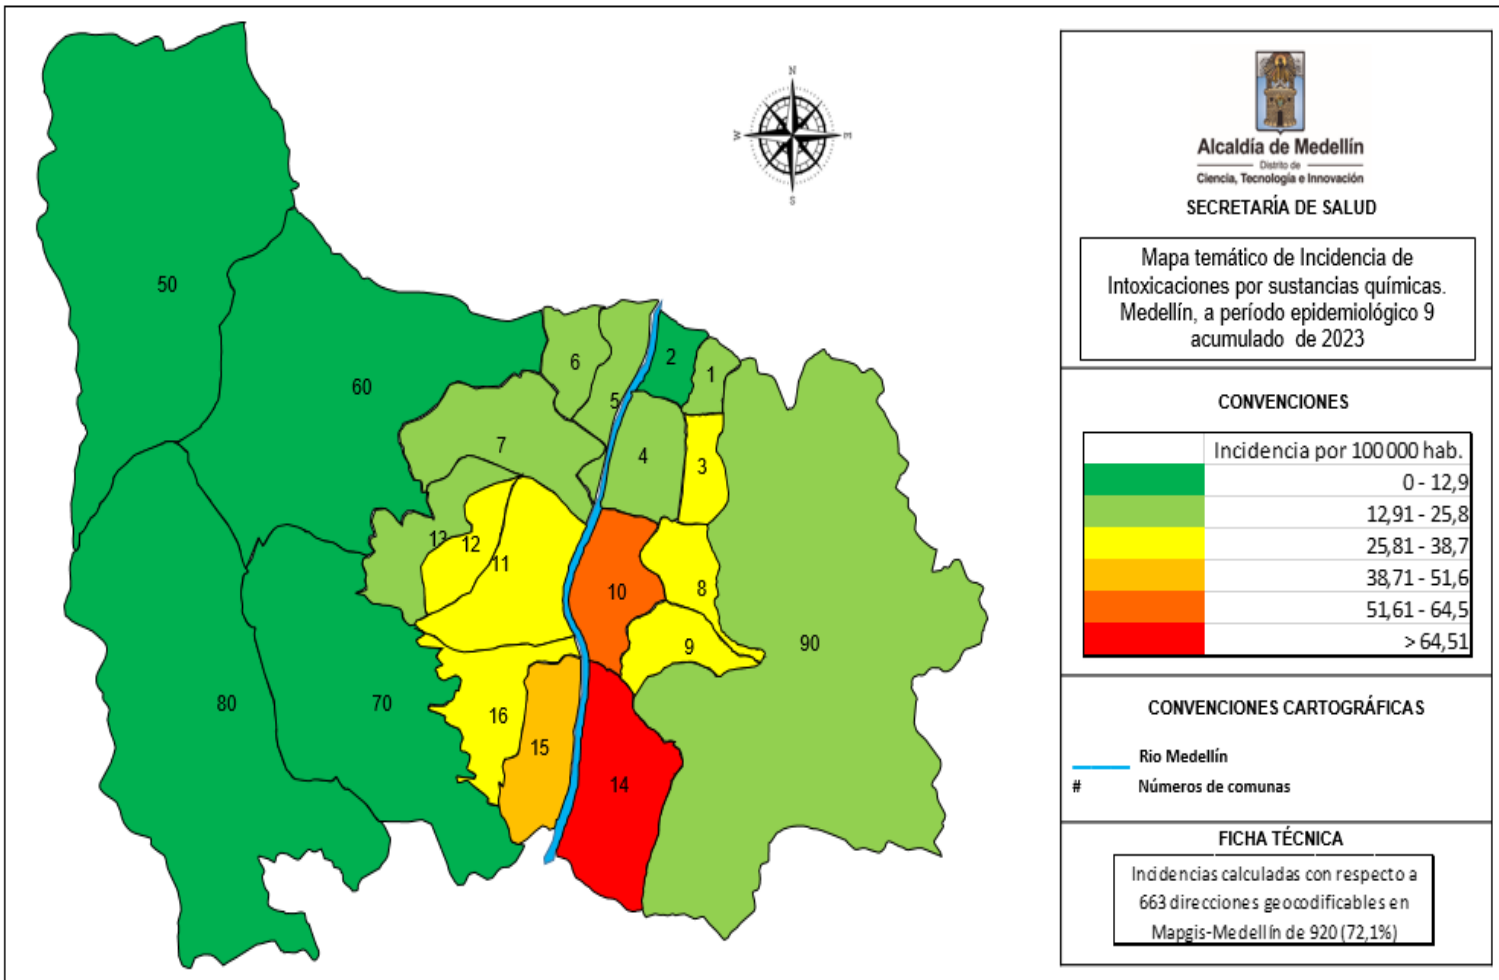 N
W
M
S
50
60
6
2
1
5
7
4
3
13
12
11
10
8
9
90
80
70
16
15
14
Alcaldía de Medellín
Distrito de
Ciencia, Tecnología e Innovación
SECRETARÍA DE SALUD
Mapa temático de Incidencia de
Intoxicaciones por sustancias químicas.
Medellín, a período epidemiológico 9
acumulado de 2023
CONVENCIONES
Incidencia por 100000 hab.
0 - 12,9
12,91 - 25,8
25,81 - 38,7
38,71 - 51,6
51,61 - 64,5
> 64,51
CONVENCIONES CARTOGRÁFICAS
Rio Medellín
# Números de comunas
FICHA TÉCNICA
Incidencias calculadas con respecto a
663 direcciones geocodificables en
Mapgis-Medellín de 920 (72,1%)